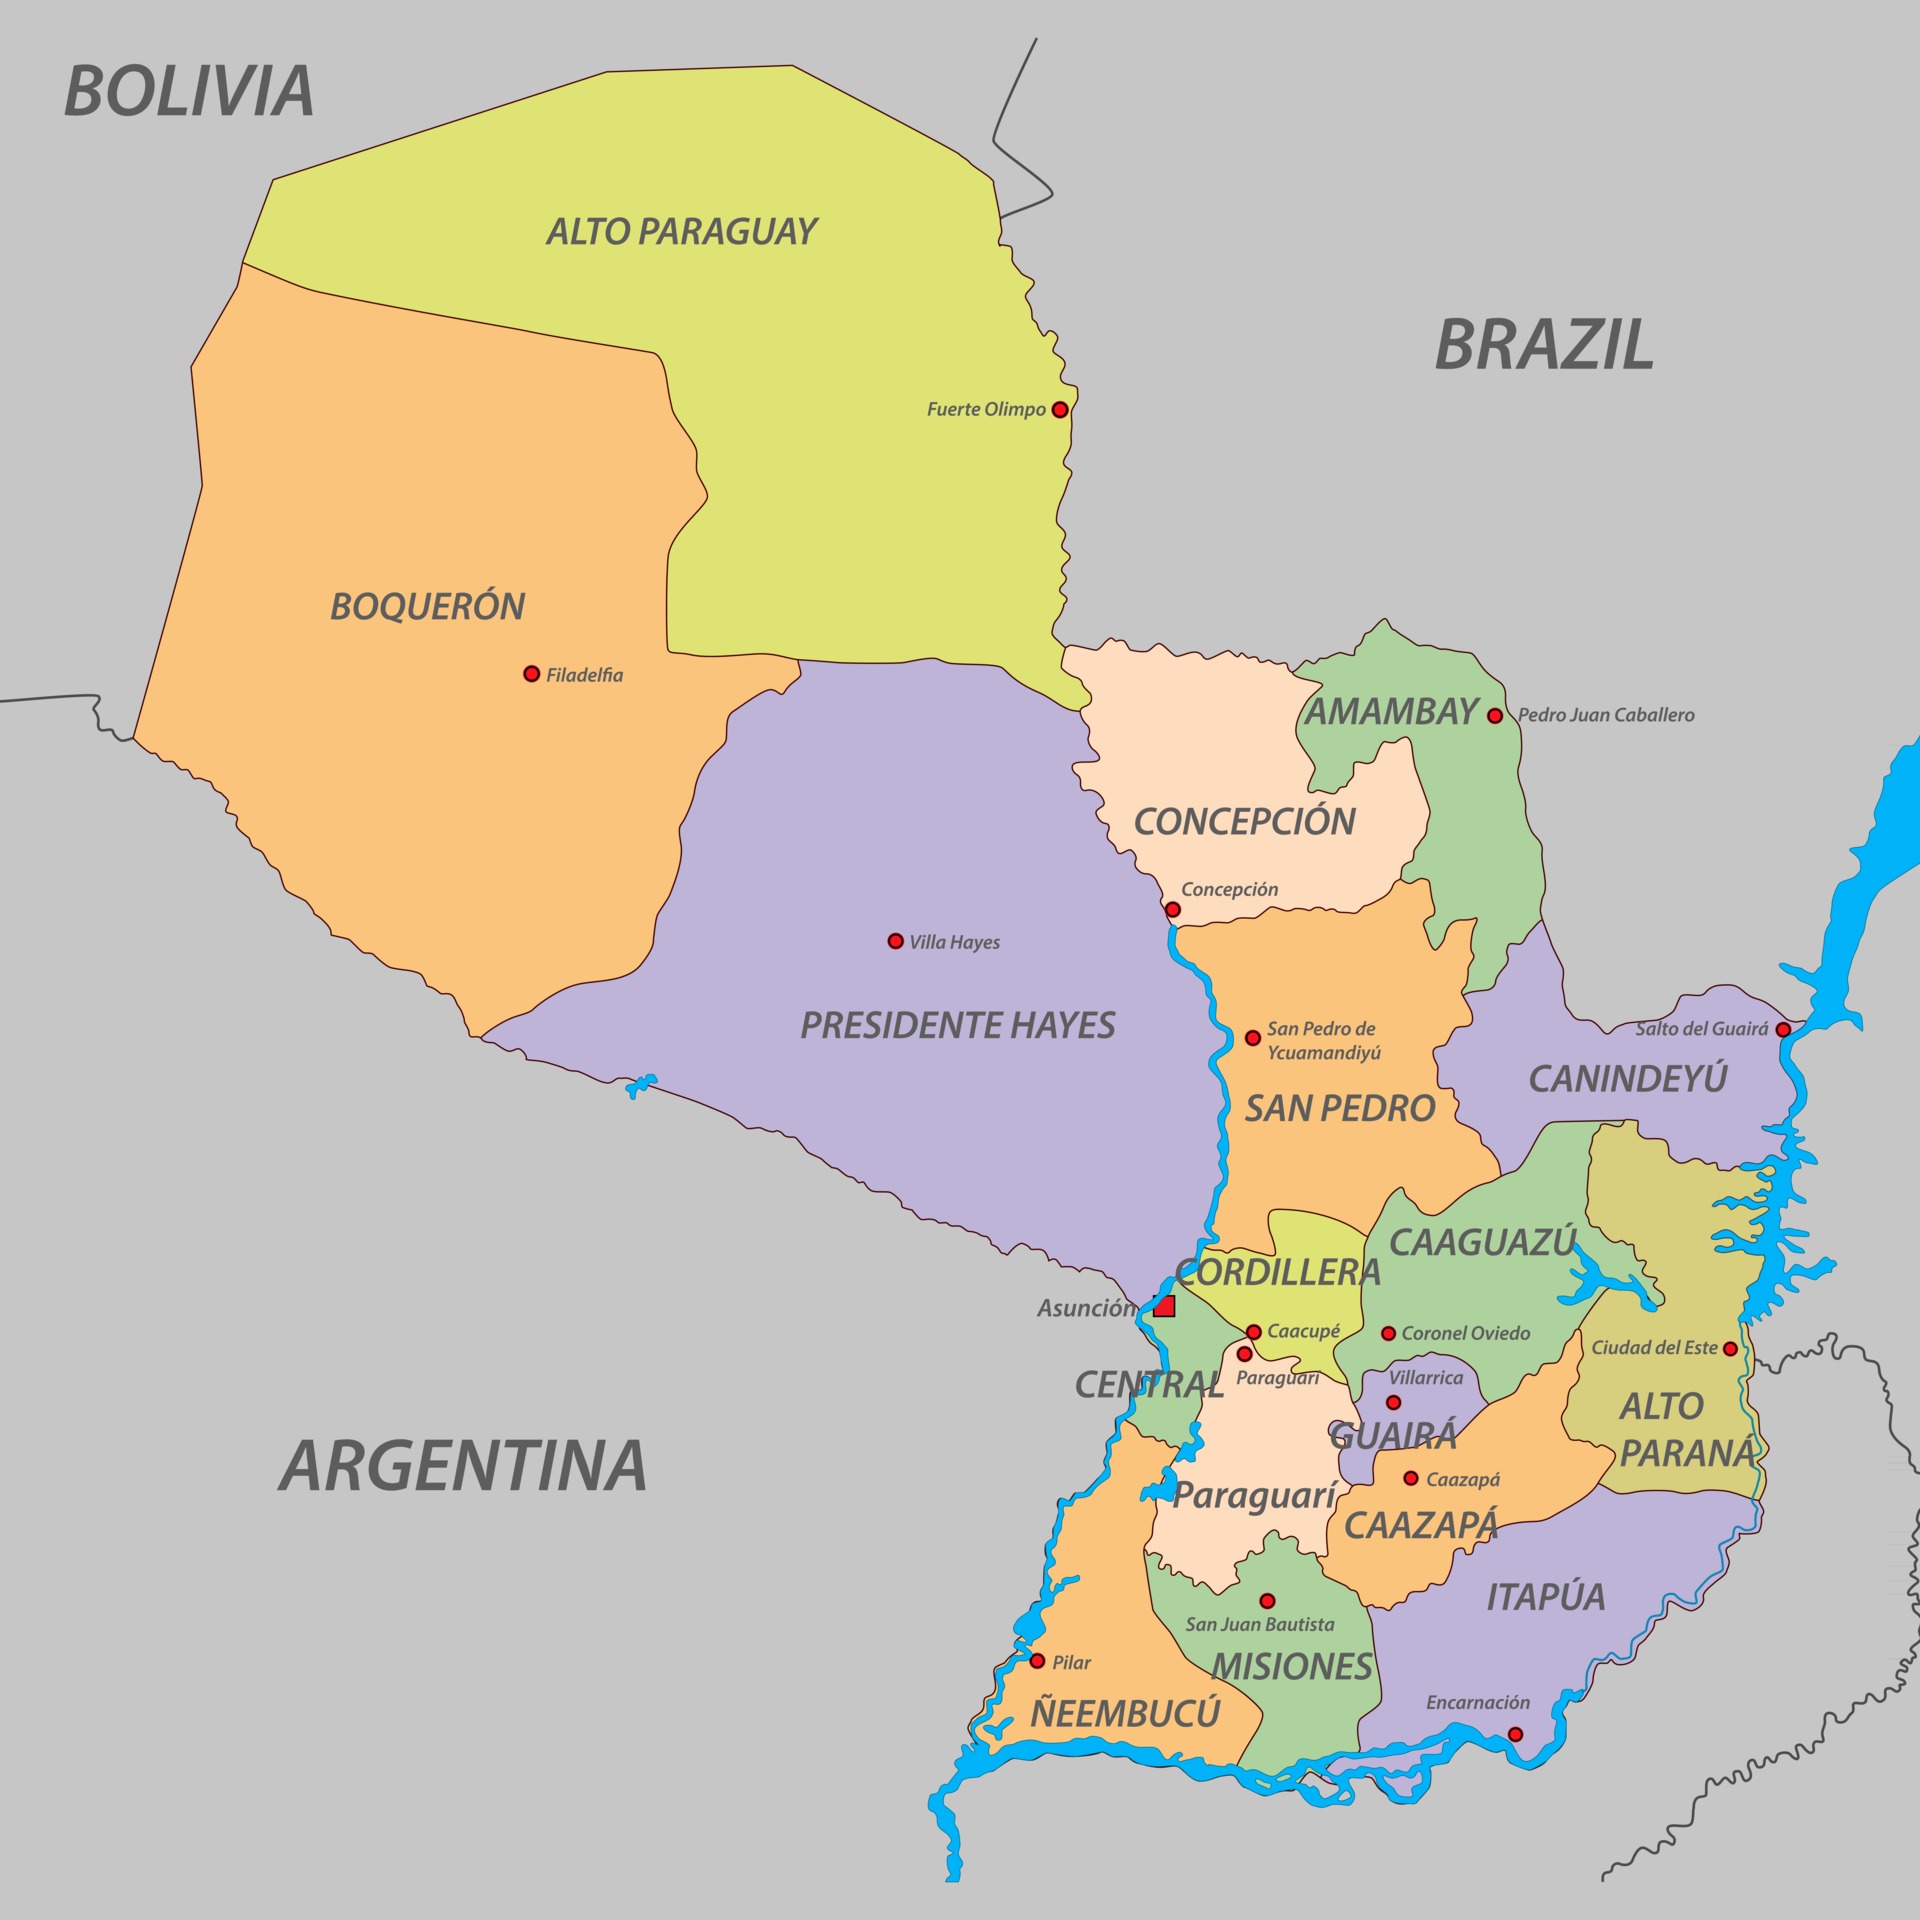 BOLIVIA
ALTO PARAGUAY
BRAZIL
Fuerte Olimpo
BOQUERÓN
Filadelfia
AMAMBAY
Pedro Juan Caballero
CONCEPCIÓN
Concepción
Villa Hayes
PRESIDENTE HAYES
San Pedro de
Ycuamandiyú
Salto del Guairá
CANINDEYÚ
SAN PEDRO
CAAGUAZÚ
CORDILLERA
Asunción
Caacupé
Coronel Oviedo
Ciudad del Este
CENTRAL
Paraguari
Villarrica
ALTO
PARANÁ
GUAIRÁ
ARGENTINA
Caazapá
Paraguarí
CAAZAPÁ
ITAPÚA
San Juan Bautista
MISIONES
Pilar
ÑEEMBUCÚ
Encarnación